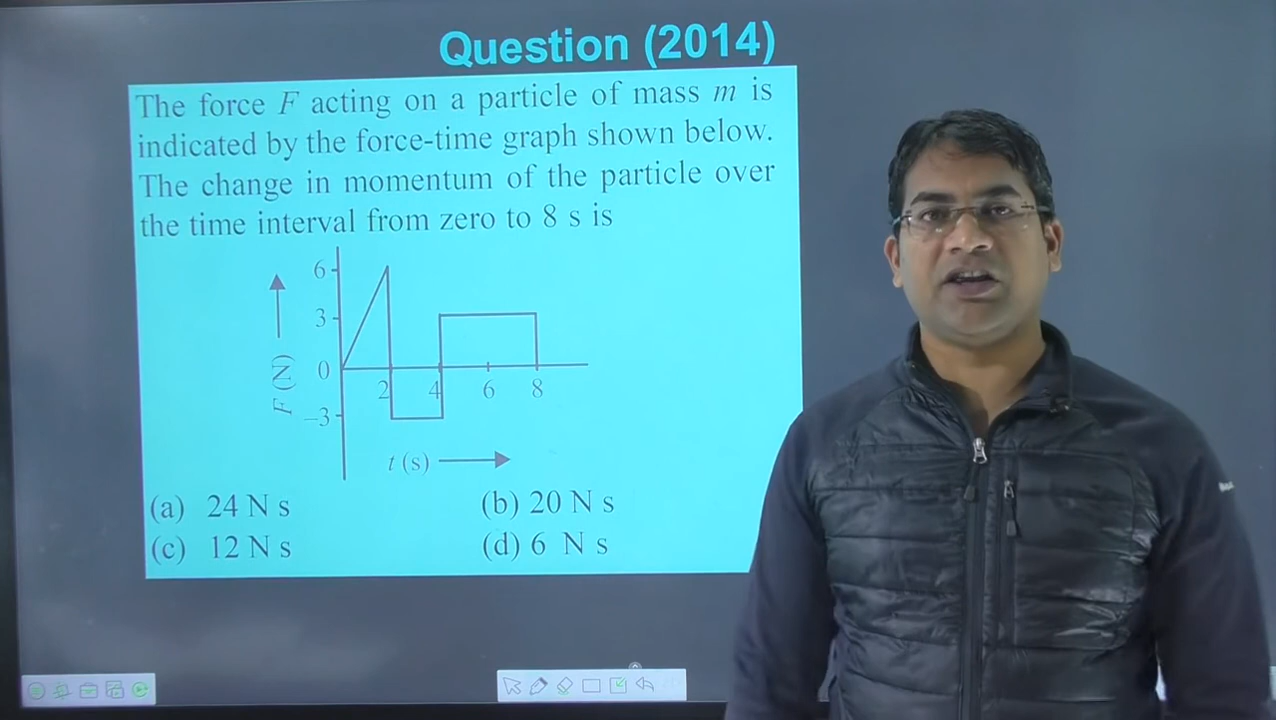 Question (2014)
The force F acting on a particle of mass m is
indicated by the force-time graph shown below.
The change in momentum of the particle over
the time interval from zero to 8 s is
6
3
0
−3
F (N)
2 4 6 8
t (s)
(a) 24 N s (b) 20 N s
(c) 12 N s (d) 6 N s